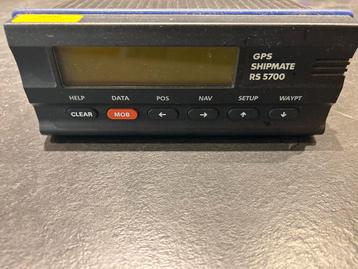 GPS
SHIPMATE
RS 5700
HELP DATA POS NAV SETUP WAYPT
CLEAR MOB ← → ↑ ↓